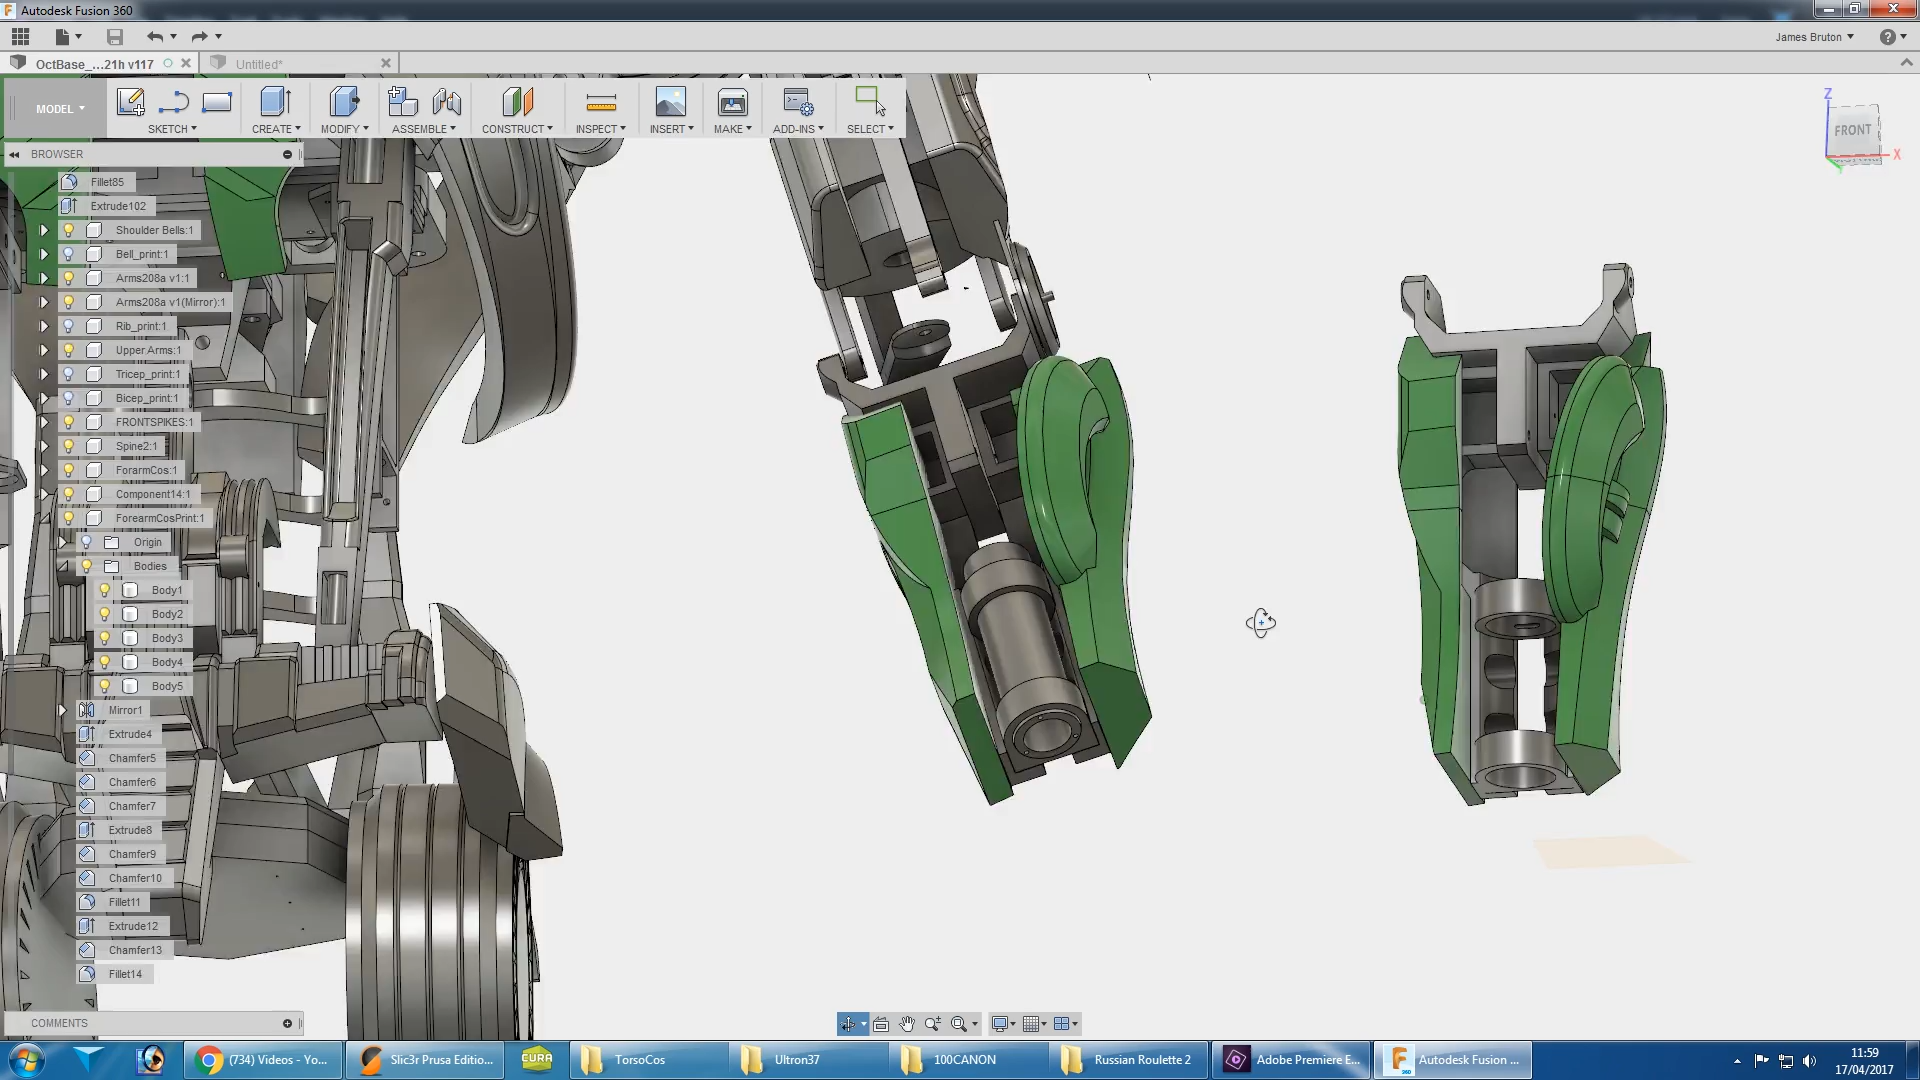 Autodesk Fusion 360
James Bruton
OctBase_...21h v117
Untitled*
MODEL
SKETCH
CREATE
MODIFY
ASSEMBLE
CONSTRUCT
INSPECT
INSERT
MAKE
ADD-INS
SELECT
Z
FRONT
X
Y
BROWSER
Fillet85
Extrude102
Shoulder Bells:1
Bell_print:1
Arms208a v1:1
Arms208a v1(Mirror):1
Rib_print:1
Upper Arms:1
Tricep_print:1
Bicep_print:1
FRONTSPIKES:1
Spine2:1
ForarmCos:1
Component14:1
ForearmCosPrint:1
Origin
Bodies
Body1
Body2
Body3
Body4
Body5
Mirror1
Extrude4
Chamfer5
Chamfer6
Chamfer7
Extrude8
Chamfer9
Chamfer10
Fillet11
Extrude12
Chamfer13
Fillet14
COMMENTS
(734) Videos - Yo...
Slic3r Prusa Editio...
CURA
TorsoCos
Ultron37
100CANON
Russian Roulette 2
Adobe Premiere E...
Autodesk Fusion ...
11:59
17/04/2017